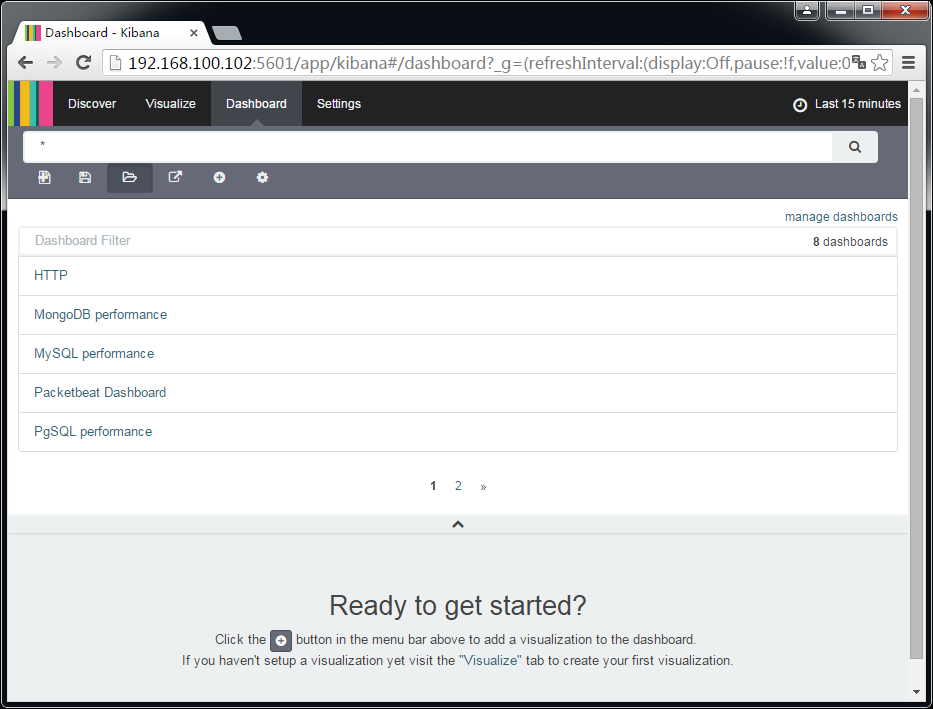 Dashboard - Kibana
192.168.100.102:5601/app/kibana#/dashboard?_g=(refreshInterval:(display:Off,pause:!f,value:0
Discover Visualize Dashboard Settings Last 15 minutes
*
manage dashboards
Dashboard Filter 8 dashboards
HTTP
MongoDB performance
MySQL performance
Packetbeat Dashboard
PgSQL performance
1 2 »
Ready to get started?
Click the button in the menu bar above to add a visualization to the dashboard.
If you haven't setup a visualization yet visit the "Visualize" tab to create your first visualization.